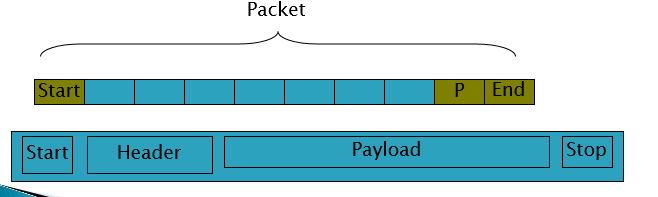 Packet
Start P End
Start Header Payload Stop